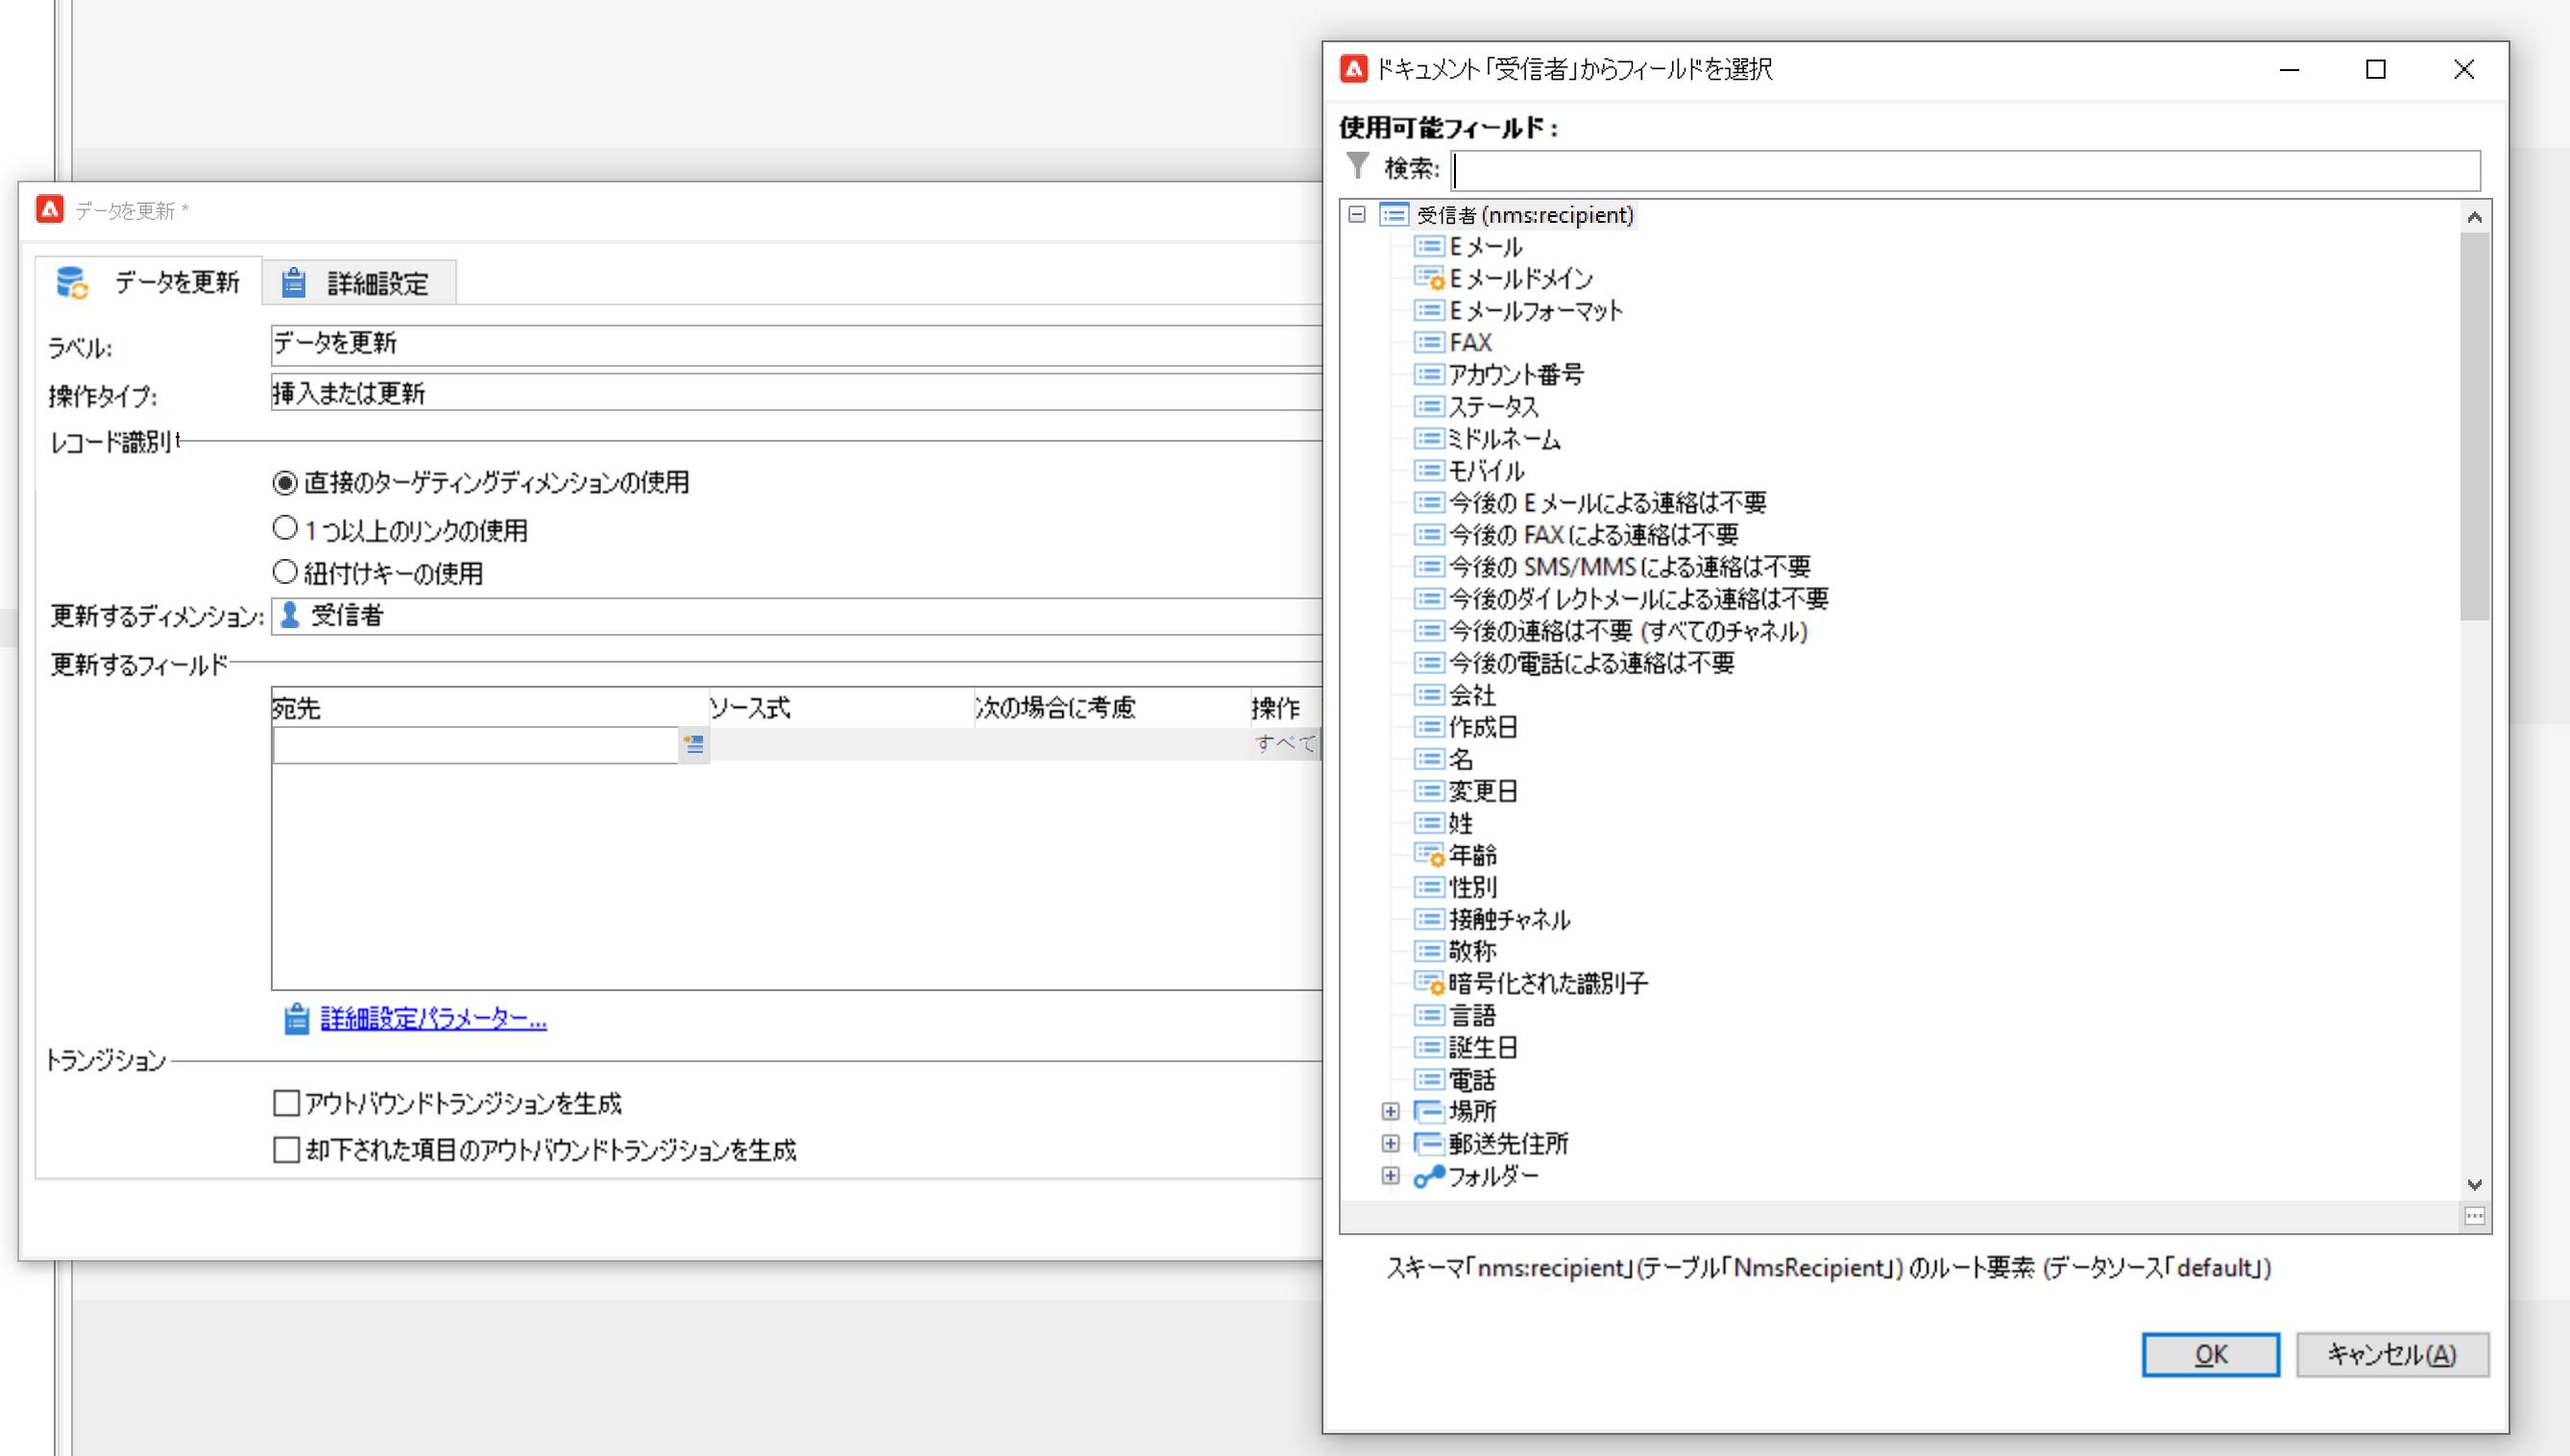 データを更新 *
データを更新
詳細設定
ラベル:
データを更新
操作タイプ:
挿入または更新
レコード識別 t
直接のターゲティングディメンションの使用
1 つ以上のリンクの使用
紐付けキーの使用
更新するディメンション:
受信者
更新するフィールド
宛先 ソース式 次の場合に考慮 操作
すべて
詳細設定パラメーター...
トランジション
アウトバウンドトランジションを生成
却下された項目のアウトバウンドトランジションを生成
ドキュメント「受信者」からフィールドを選択
使用可能フィールド :
検索:
受信者 (nms:recipient)
E メール
E メールドメイン
E メールフォーマット
FAX
アカウント番号
ステータス
ミドルネーム
モバイル
今後の E メールによる連絡は不要
今後の FAX による連絡は不要
今後の SMS/MMS による連絡は不要
今後のダイレクトメールによる連絡は不要
今後の連絡は不要 (すべてのチャネル)
今後の電話による連絡は不要
会社
作成日
名
変更日
姓
年齢
性別
接触チャネル
敬称
暗号化された識別子
言語
誕生日
電話
場所
郵送先住所
フォルダー
スキーマ「nms:recipient」(テーブル「NmsRecipient」) のルート要素 (データソース「default」)
OK
キャンセル(A)